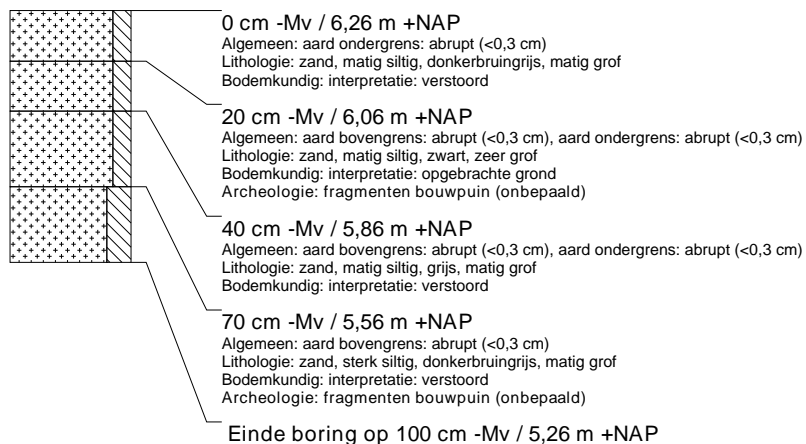 0 cm -Mv / 6,26 m +NAP
Algemeen: aard ondergrens: abrupt (<0,3 cm)
Lithologie: zand, matig siltig, donkerbruingrijs, matig grof
Bodemkundig: interpretatie: verstoord
20 cm -Mv / 6,06 m +NAP
Algemeen: aard bovengrens: abrupt (<0,3 cm), aard ondergrens: abrupt (<0,3 cm)
Lithologie: zand, matig siltig, zwart, zeer grof
Bodemkundig: interpretatie: opgebrachte grond
Archeologie: fragmenten bouwpuin (onbepaald)
40 cm -Mv / 5,86 m +NAP
Algemeen: aard bovengrens: abrupt (<0,3 cm), aard ondergrens: abrupt (<0,3 cm)
Lithologie: zand, matig siltig, grijs, matig grof
Bodemkundig: interpretatie: verstoord
70 cm -Mv / 5,56 m +NAP
Algemeen: aard bovengrens: abrupt (<0,3 cm)
Lithologie: zand, sterk siltig, donkerbruingrijs, matig grof
Bodemkundig: interpretatie: verstoord
Archeologie: fragmenten bouwpuin (onbepaald)
Einde boring op 100 cm -Mv / 5,26 m +NAP